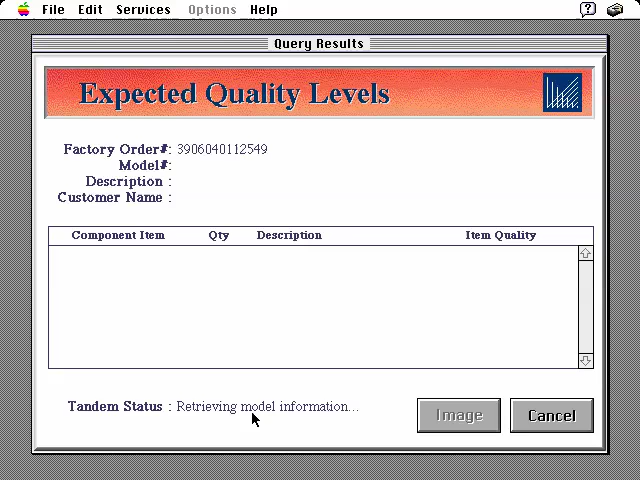 File Edit Services Options Help
Query Results
Expected Quality Levels
Factory Order#: 3906040112549
Model#:
Description :
Customer Name :
Component Item Qty Description Item Quality
Tandem Status : Retrieving model information...
Image Cancel